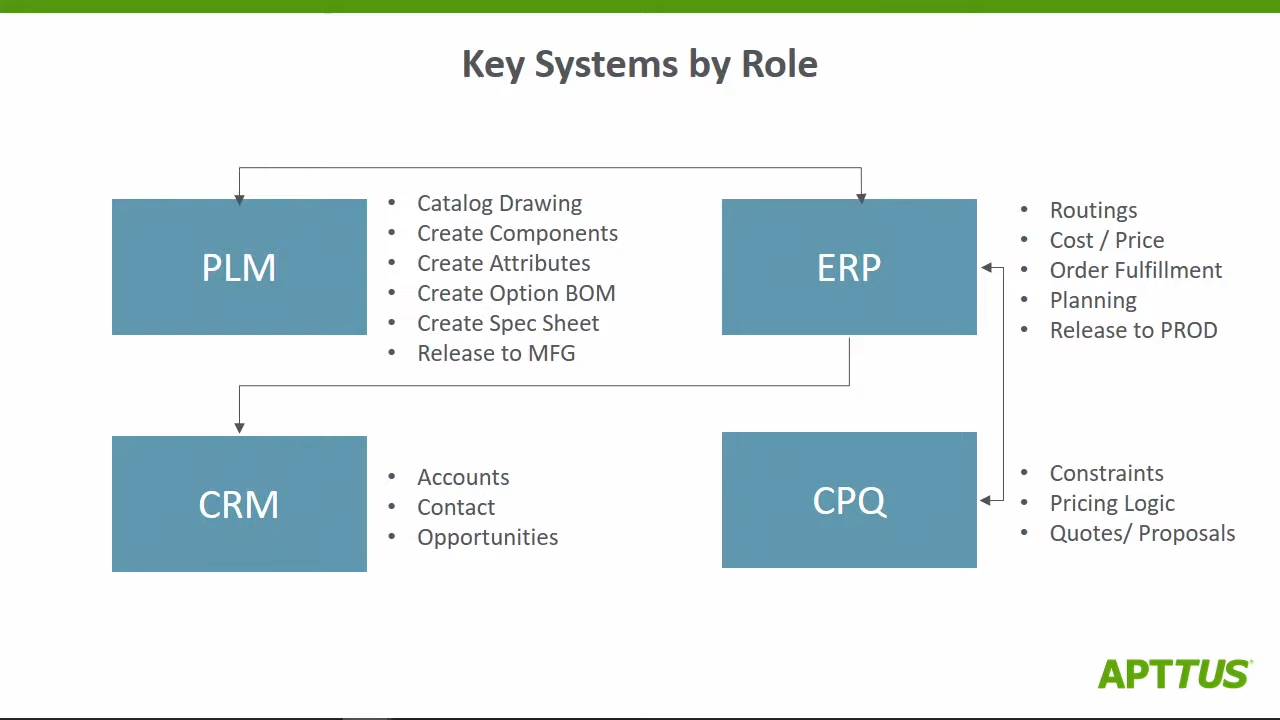 Key Systems by Role
PLM
• Catalog Drawing
• Create Components
• Create Attributes
• Create Option BOM
• Create Spec Sheet
• Release to MFG
ERP
• Routings
• Cost / Price
• Order Fulfillment
• Planning
• Release to PROD
CRM
• Accounts
• Contact
• Opportunities
CPQ
• Constraints
• Pricing Logic
• Quotes/ Proposals
APTTUS®